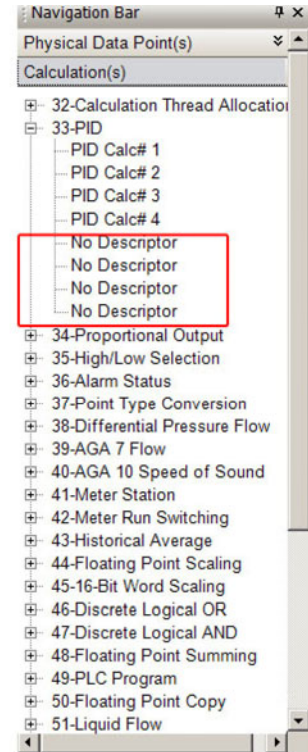 Navigation Bar
Physical Data Point(s)
Calculation(s)
32-Calculation Thread Allocation
33-PID
PID Calc# 1
PID Calc# 2
PID Calc# 3
PID Calc# 4
No Descriptor
No Descriptor
No Descriptor
No Descriptor
34-Proportional Output
35-High/Low Selection
36-Alarm Status
37-Point Type Conversion
38-Differential Pressure Flow
39-AGA 7 Flow
40-AGA 10 Speed of Sound
41-Meter Station
42-Meter Run Switching
43-Historical Average
44-Floating Point Scaling
45-16-Bit Word Scaling
46-Discrete Logical OR
47-Discrete Logical AND
48-Floating Point Summing
49-PLC Program
50-Floating Point Copy
51-Liquid Flow